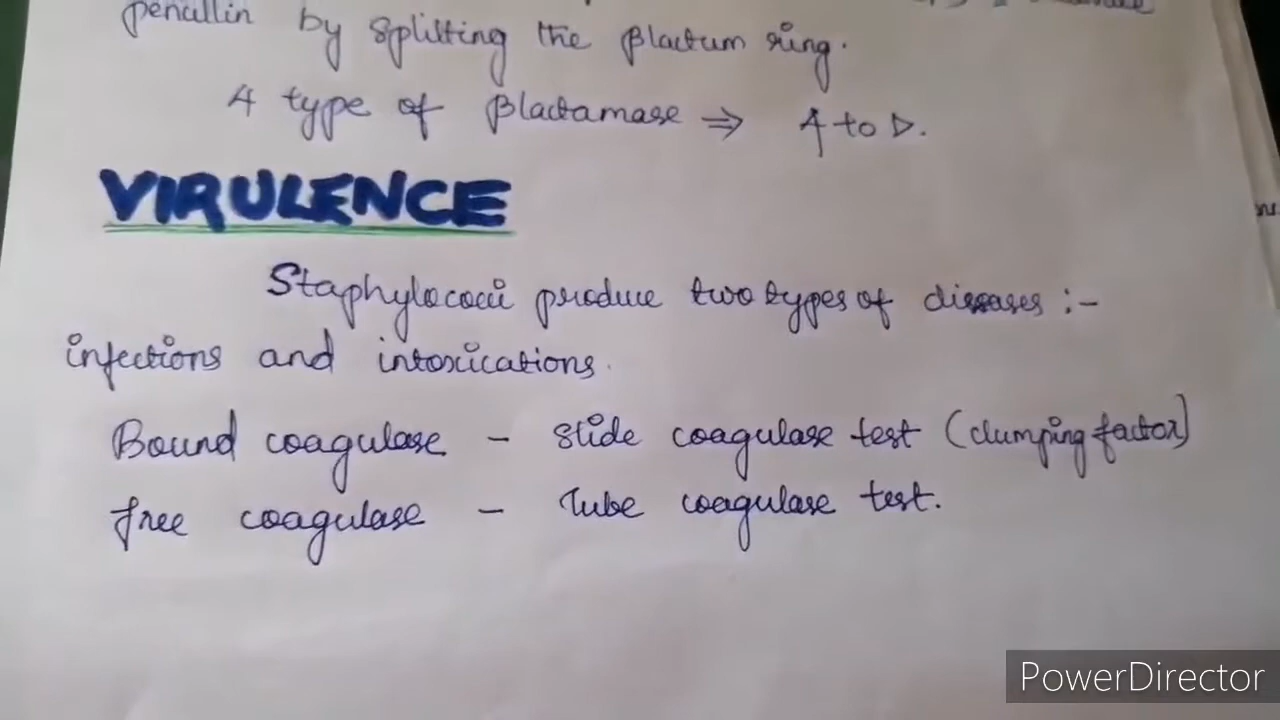 pencillin by splitting the βlactum ring.
4 type of βlactamase ⇒ A to D.
VIRULENCE
Staphylococci produce two types of diseases :-
infections and intoxications.
Bound coagulase - Slide coagulase test (clumping factor)
free coagulase - Tube coagulase test.
PowerDirector